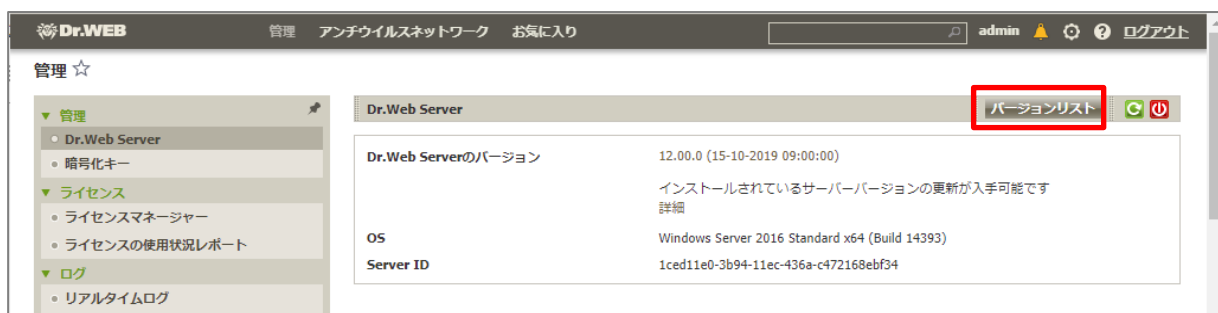 Dr.WEB 管理 アンチウイルスネットワーク お気に入り admin ログアウト
管理
管理
Dr.Web Server
暗号化キー
ライセンス
ライセンスマネージャー
ライセンスの使用状況レポート
ログ
リアルタイムログ
Dr.Web Server バージョンリスト
Dr.Web Serverのバージョン 12.00.0 (15-10-2019 09:00:00)
インストールされているサーバーバージョンの更新が入手可能です
詳細
OS Windows Server 2016 Standard x64 (Build 14393)
Server ID 1ced11e0-3b94-11ec-436a-c472168ebf34